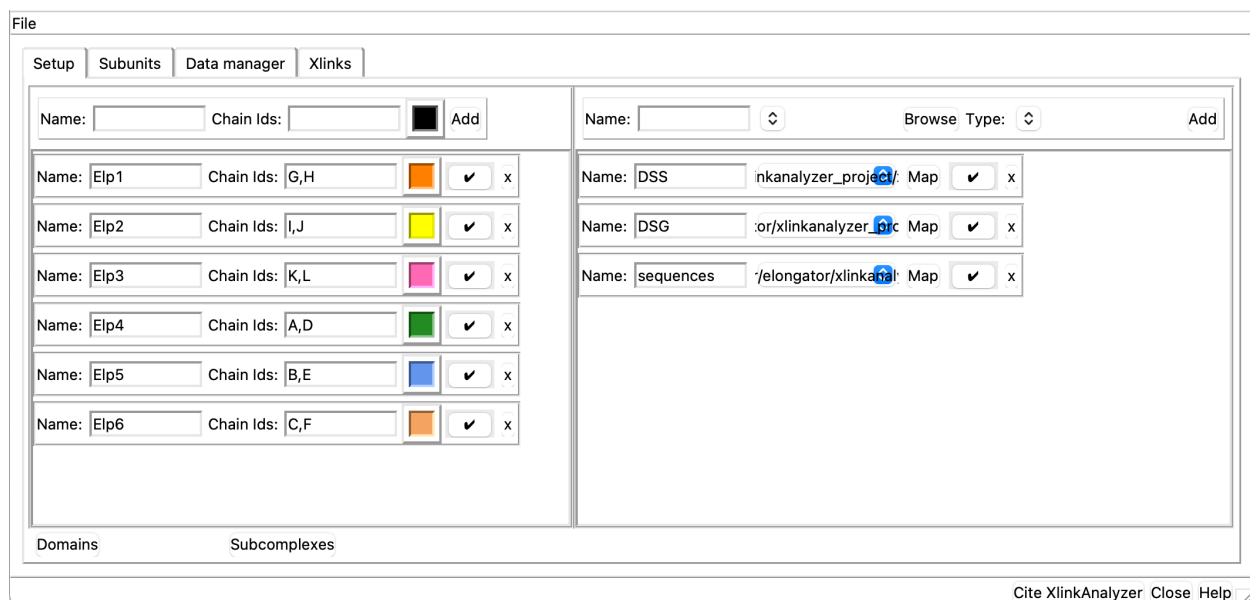 File
Setup Subunits Data manager Xlinks
Name: Chain Ids: Add
Name: Browse Type: Add
Name: Elp1 Chain Ids: G,H ✔ x
Name: Elp2 Chain Ids: I,J ✔ x
Name: Elp3 Chain Ids: K,L ✔ x
Name: Elp4 Chain Ids: A,D ✔ x
Name: Elp5 Chain Ids: B,E ✔ x
Name: Elp6 Chain Ids: C,F ✔ x
Name: DSS inkanalyzer_project/ Map ✔ x
Name: DSG or/xlinkanalyzer_pro Map ✔ x
Name: sequences /elongator/xlinkanal Map ✔ x
Domains Subcomplexes
Cite XlinkAnalyzer Close Help